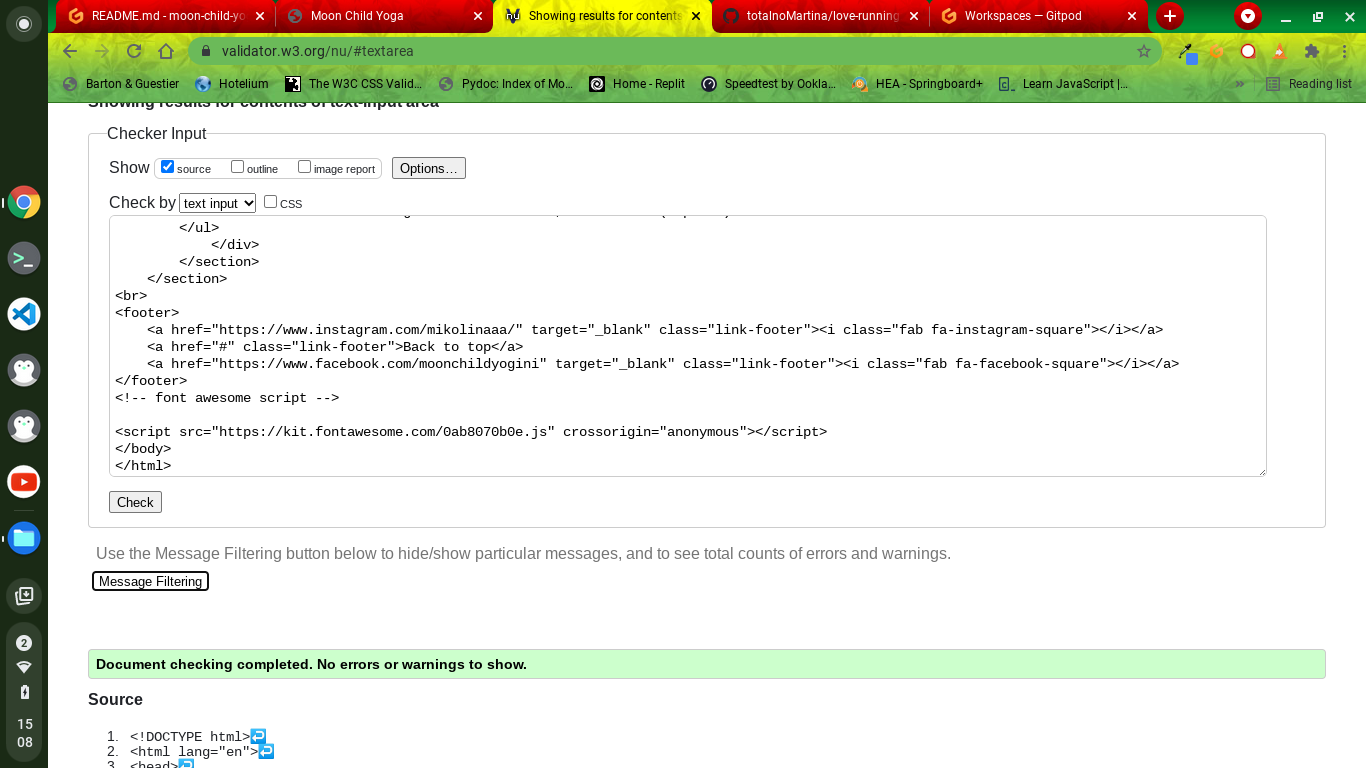 README.md - moon-child-yo
Moon Child Yoga
Showing results for contents
totalnoMartina/love-running
Workspaces — Gitpod
validator.w3.org/nu/#textarea
Barton & Guestier
Hotelium
The W3C CSS Valid…
Pydoc: Index of Mo…
Home - Replit
Speedtest by Ookla…
HEA - Springboard+
Learn JavaScript |…
»
Reading list
Showing results for contents of text-input area
Checker Input
Show source outline image report Options…
Check by text input CSS
</ul>
</div>
</section>
</section>
<br>
<footer>
<a href="https://www.instagram.com/mikolinaaa/" target="_blank" class="link-footer"><i class="fab fa-instagram-square"></i></a>
<a href="#" class="link-footer">Back to top</a>
<a href="https://www.facebook.com/moonchildyogini" target="_blank" class="link-footer"><i class="fab fa-facebook-square"></i></a>
</footer>
<!-- font awesome script -->
<script src="https://kit.fontawesome.com/0ab8070b0e.js" crossorigin="anonymous"></script>
</body>
</html>
Check
Use the Message Filtering button below to hide/show particular messages, and to see total counts of errors and warnings.
Message Filtering
Document checking completed. No errors or warnings to show.
Source
1. <!DOCTYPE html>↩
2. <html lang="en">↩
3. <head>↩
2
15
08